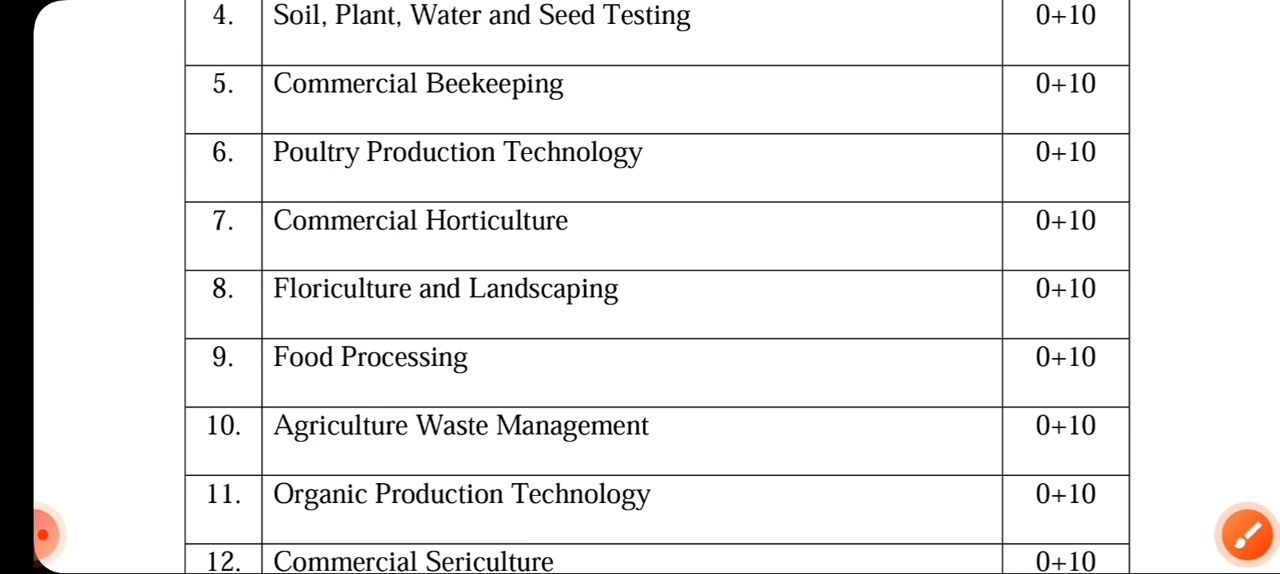 4. Soil, Plant, Water and Seed Testing 0+10
5. Commercial Beekeeping 0+10
6. Poultry Production Technology 0+10
7. Commercial Horticulture 0+10
8. Floriculture and Landscaping 0+10
9. Food Processing 0+10
10. Agriculture Waste Management 0+10
11. Organic Production Technology 0+10
12. Commercial Sericulture 0+10